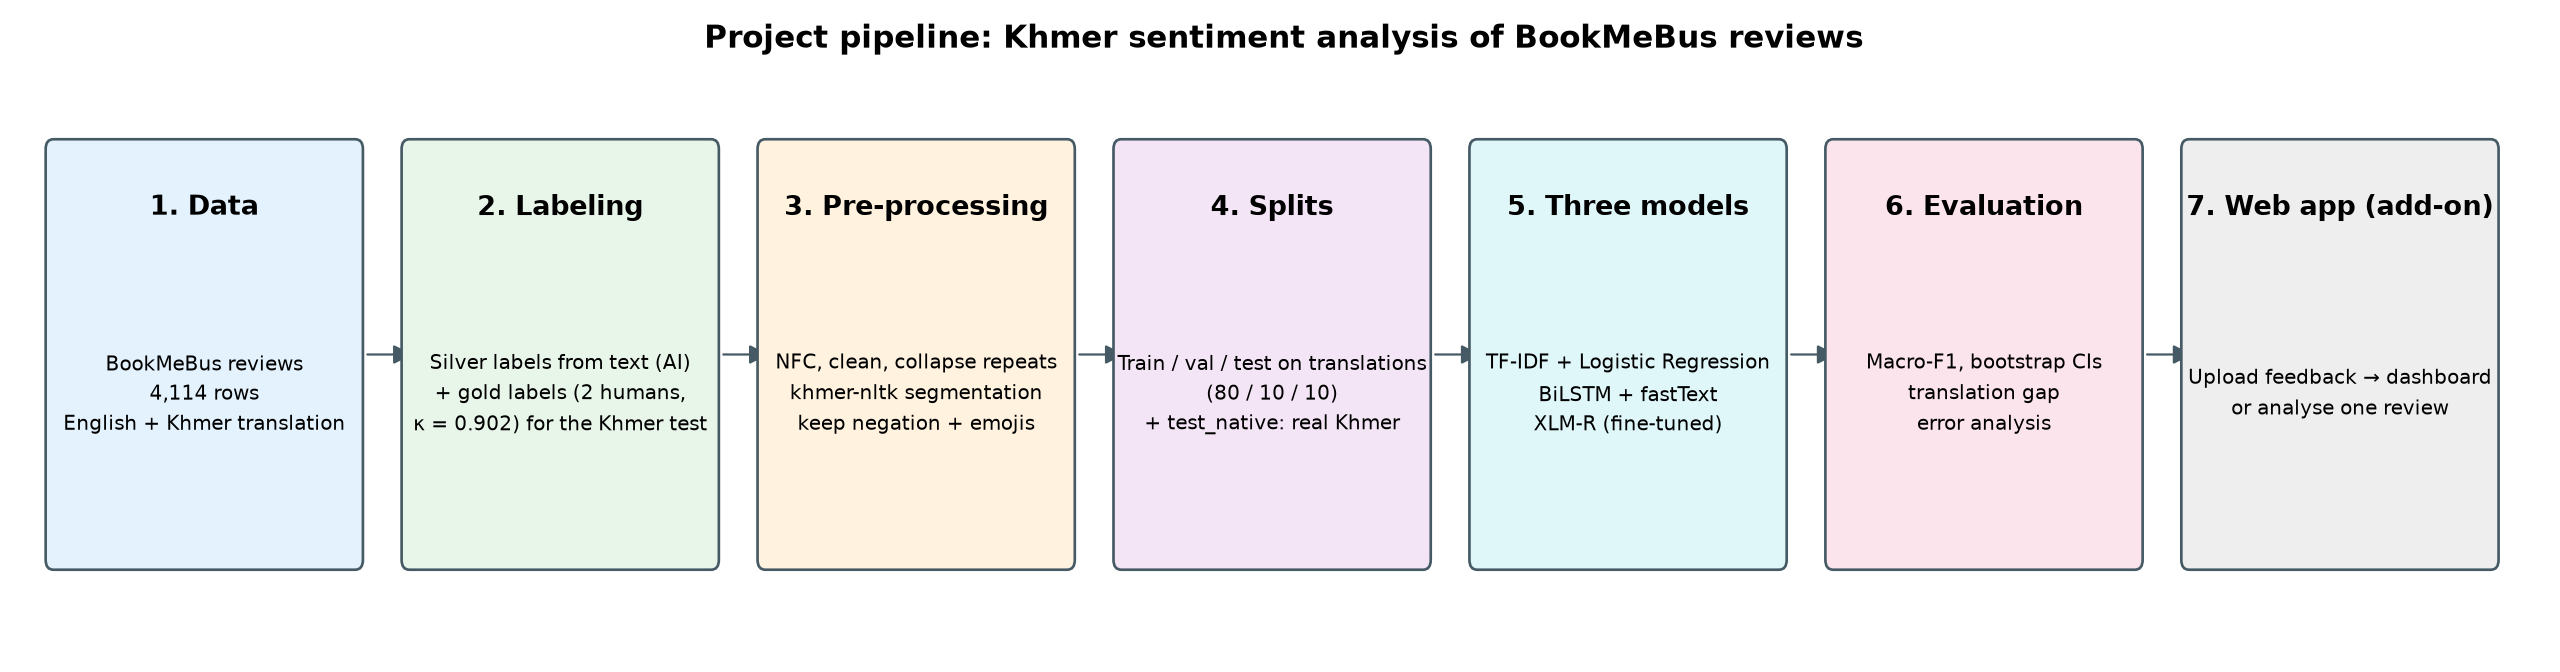 Project pipeline: Khmer sentiment analysis of BookMeBus reviews
1. Data
BookMeBus reviews
4,114 rows
English + Khmer translation
2. Labeling
Silver labels from text (AI)
+ gold labels (2 humans,
κ = 0.902) for the Khmer test
3. Pre-processing
NFC, clean, collapse repeats
khmer-nltk segmentation
keep negation + emojis
4. Splits
Train / val / test on translations
(80 / 10 / 10)
+ test_native: real Khmer
5. Three models
TF-IDF + Logistic Regression
BiLSTM + fastText
XLM-R (fine-tuned)
6. Evaluation
Macro-F1, bootstrap CIs
translation gap
error analysis
7. Web app (add-on)
Upload feedback → dashboard
or analyse one review